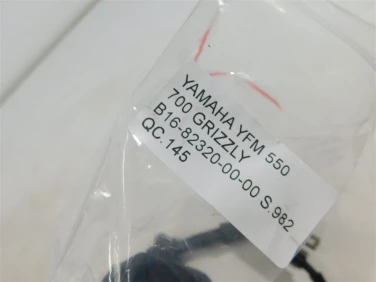 YAMAHA YFM 550
700 GRIZZLY
B16-82320-00-00 S.982
QC.145